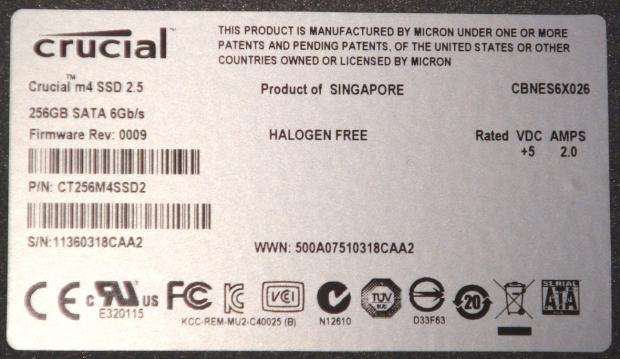 crucial™
THIS PRODUCT IS MANUFACTURED BY MICRON UNDER ONE OR MORE
PATENTS AND PENDING PATENTS, OF THE UNITED STATES OR OTHER
COUNTRIES OWNED OR LICENSED BY MICRON
Crucial™ m4 SSD 2.5 Product of SINGAPORE CBNES6X026
256GB SATA 6Gb/s
Firmware Rev: 0009 HALOGEN FREE Rated VDC AMPS
+5 2.0
P/N: CT256M4SSD2
S/N:11360318CAA2 WWN: 500A07510318CAA2
CE c RU US FC VCI TUV 20 SERIAL ATA
E320115 KCC-REM-MU2-C40025 (B) N12610 D33F63